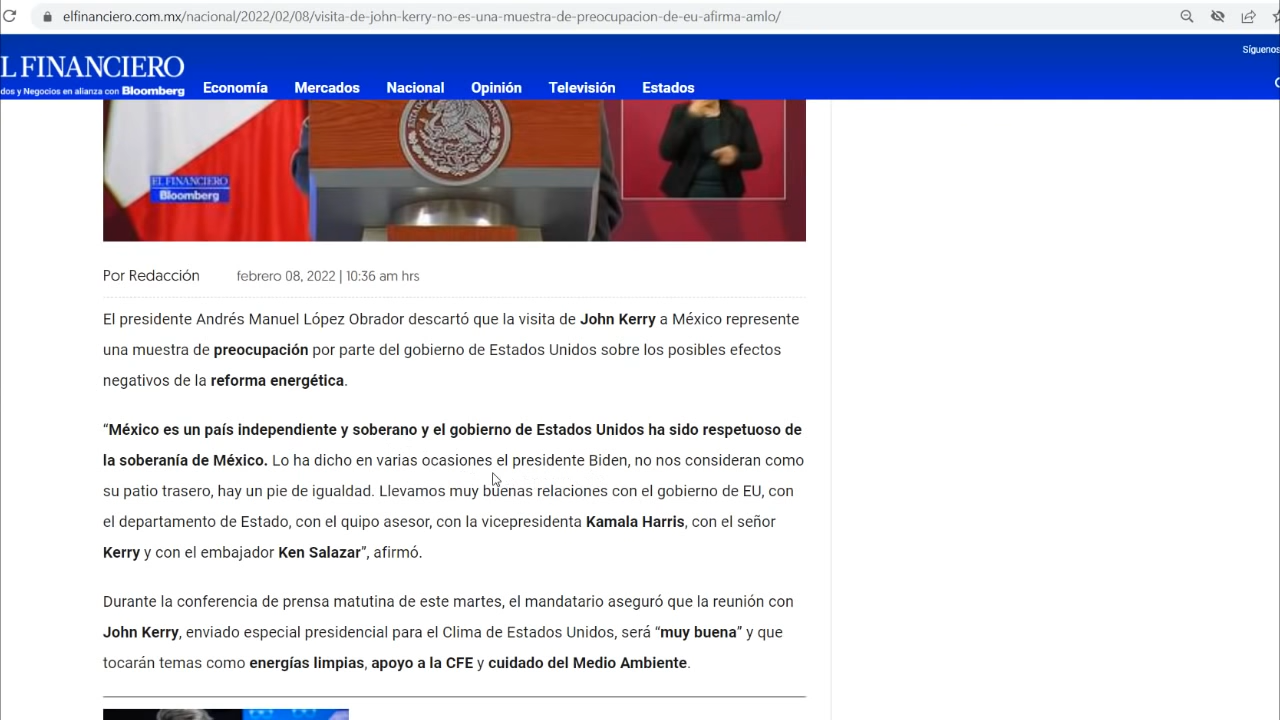 elfinanciero.com.mx/nacional/2022/02/08/visita-de-john-kerry-no-es-una-muestra-de-preocupacion-de-eu-afirma-amlo/
Síguenos
L FINANCIERO
dos y Negocios en alianza con Bloomberg
Economía Mercados Nacional Opinión Televisión Estados
EL FINANCIERO
Bloomberg
Por Redacción febrero 08, 2022 | 10:36 am hrs
El presidente Andrés Manuel López Obrador descartó que la visita de John Kerry a México represente
una muestra de preocupación por parte del gobierno de Estados Unidos sobre los posibles efectos
negativos de la reforma energética.
“México es un país independiente y soberano y el gobierno de Estados Unidos ha sido respetuoso de
la soberanía de México. Lo ha dicho en varias ocasiones el presidente Biden, no nos consideran como
su patio trasero, hay un pie de igualdad. Llevamos muy buenas relaciones con el gobierno de EU, con
el departamento de Estado, con el quipo asesor, con la vicepresidenta Kamala Harris, con el señor
Kerry y con el embajador Ken Salazar”, afirmó.
Durante la conferencia de prensa matutina de este martes, el mandatario aseguró que la reunión con
John Kerry, enviado especial presidencial para el Clima de Estados Unidos, será “muy buena” y que
tocarán temas como energías limpias, apoyo a la CFE y cuidado del Medio Ambiente.